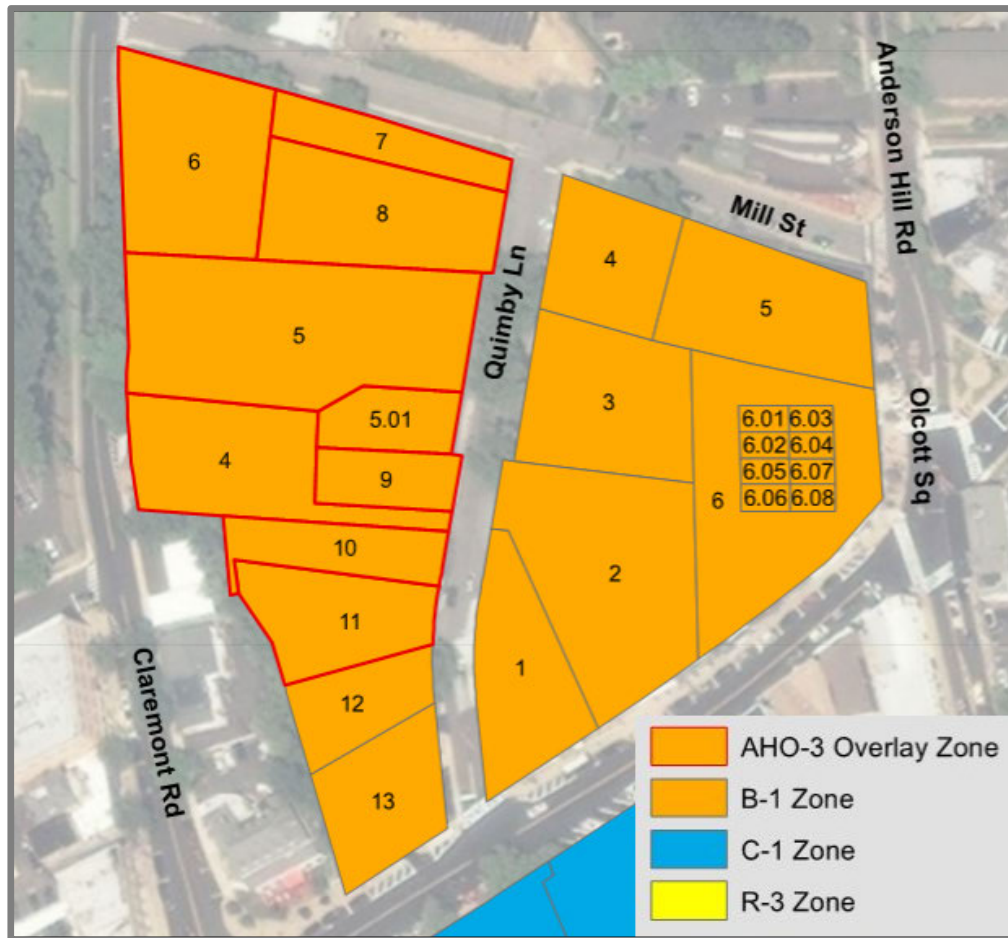 Anderson Hill Rd
7
6
8
Mill St
4
5
Quimby Ln
5
3
5.01
Olcott Sq
6.01 6.03
6.02 6.04
6.05 6.07
6.06 6.08
6
4
9
10
2
11
1
12
Claremont Rd
13
AHO-3 Overlay Zone
B-1 Zone
C-1 Zone
R-3 Zone